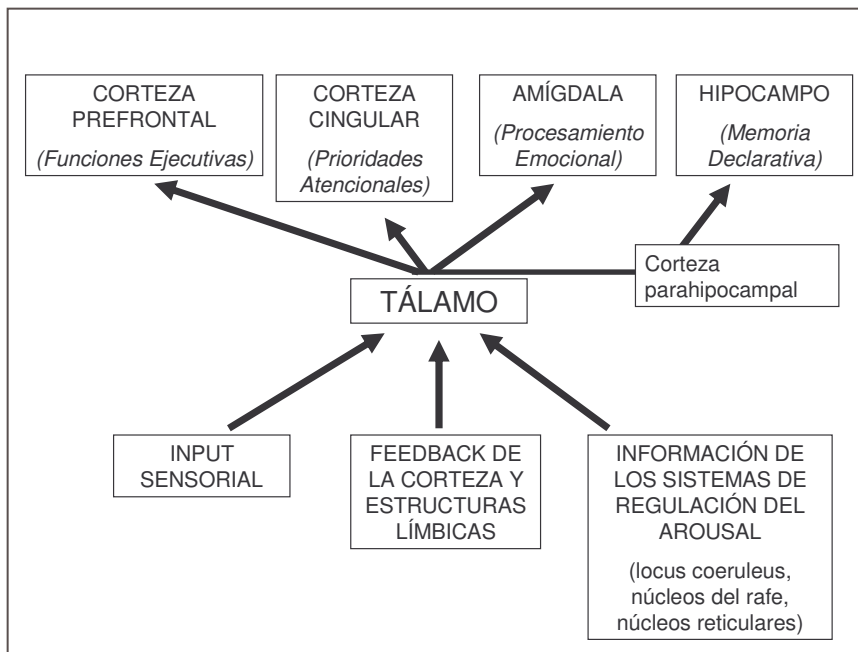 CORTEZA
PREFRONTAL
(Funciones Ejecutivas)
CORTEZA
CINGULAR
(Prioridades
Atencionales)
AMÍGDALA
(Procesamiento
Emocional)
HIPOCAMPO
(Memoria
Declarativa)
Corteza
parahipocampal
TÁLAMO
INPUT
SENSORIAL
FEEDBACK DE
LA CORTEZA Y
ESTRUCTURAS
LÍMBICAS
INFORMACIÓN DE
LOS SISTEMAS DE
REGULACIÓN DEL
AROUSAL
(locus coeruleus,
núcleos del rafe,
núcleos reticulares)